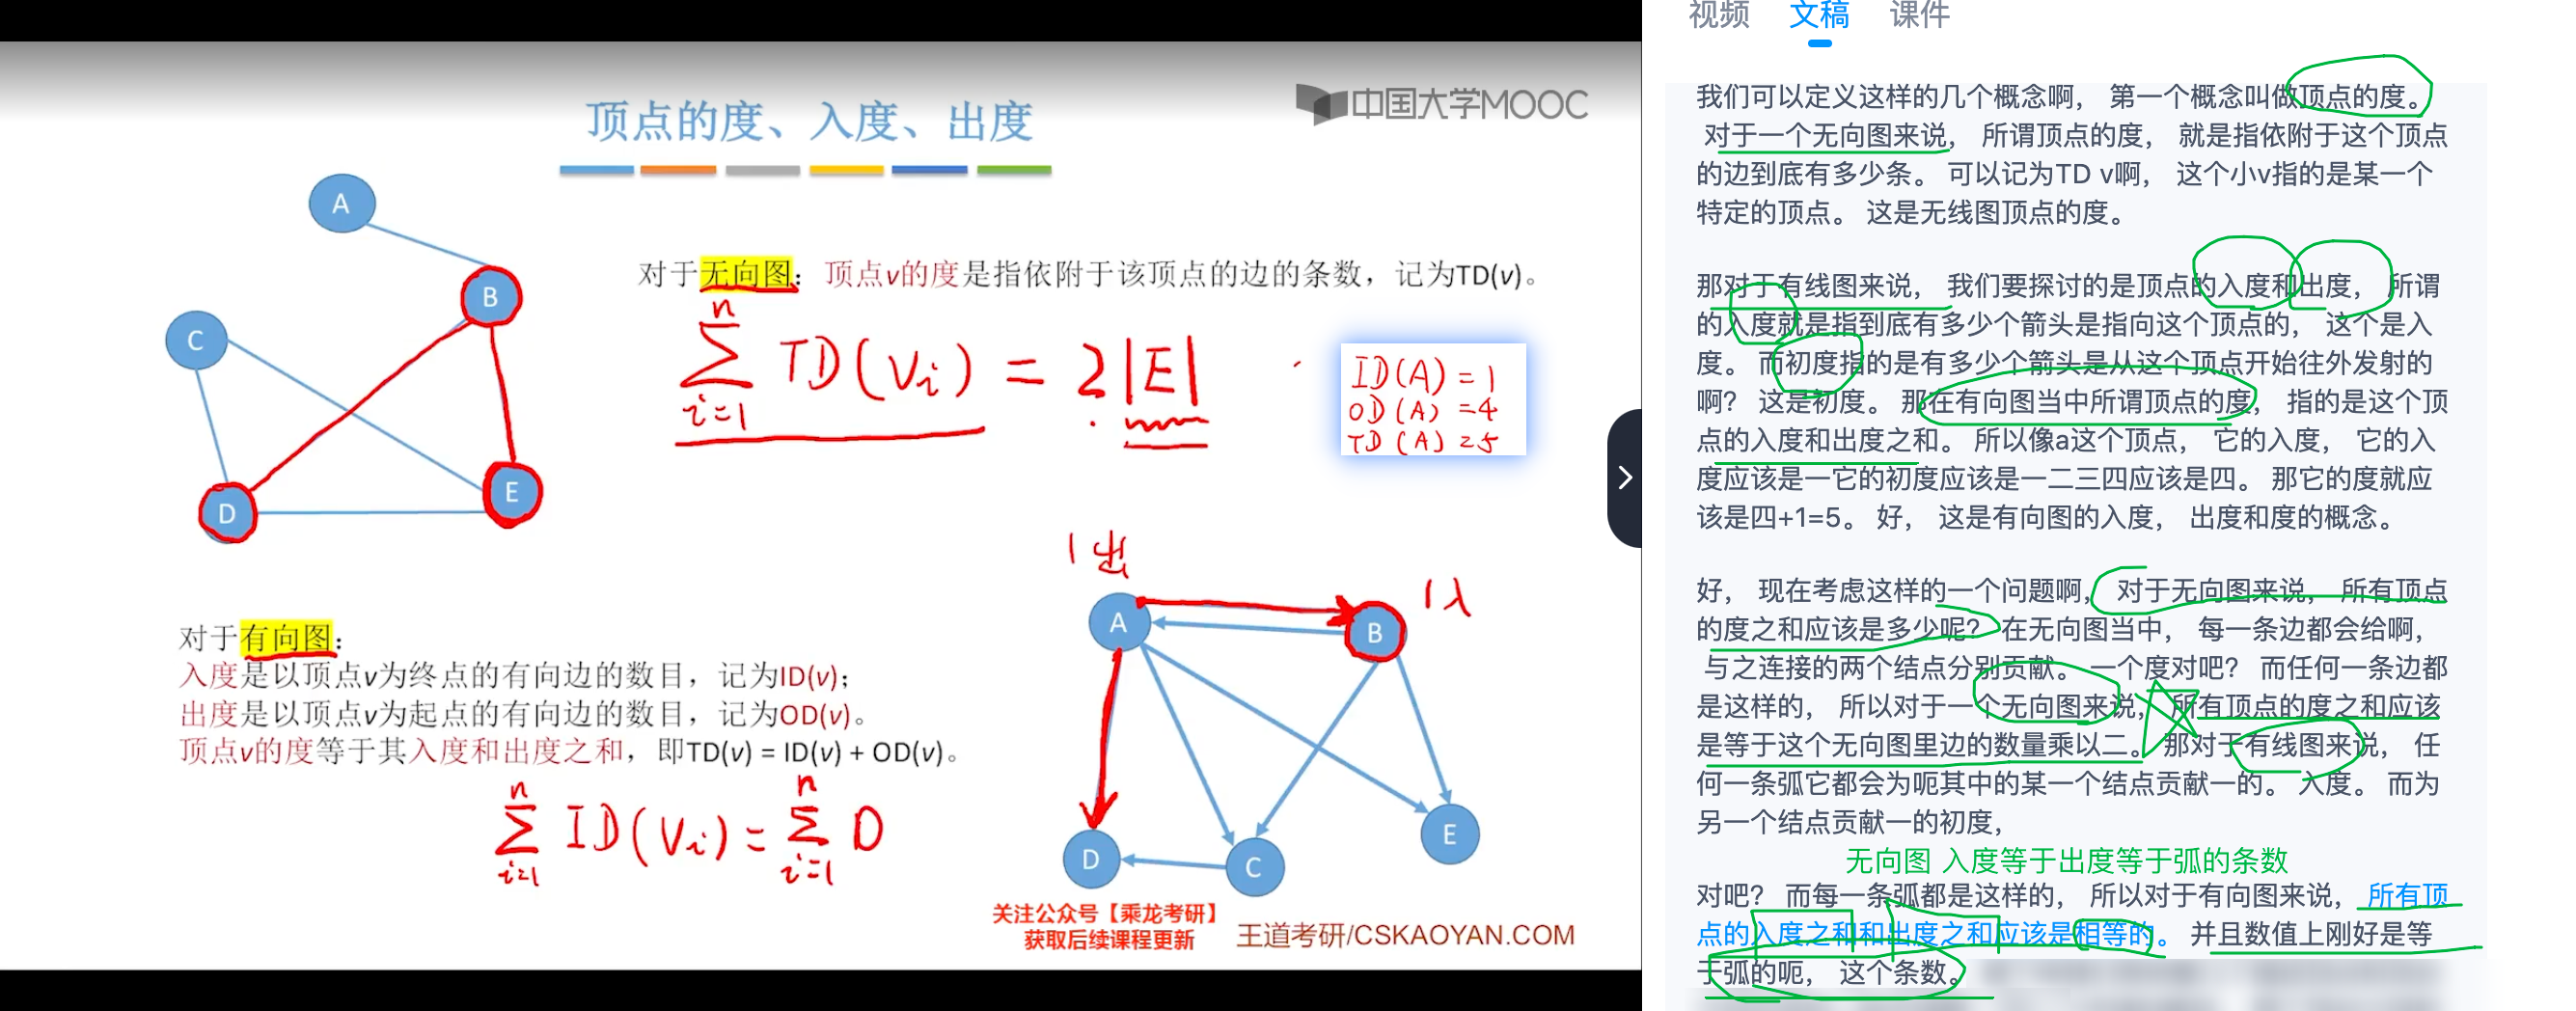 顶点的度、入度、出度
中国大学MOOC
A
B
C
D
E
对于无向图：顶点v的度是指依附于该顶点的边的条数，记为TD(v)。
n
∑ TD(Vi) = 2|E|
i=1
ID(A) = 1
OD(A) =4
TD(A) =5
对于有向图：
入度是以顶点v为终点的有向边的数目，记为ID(v)；
出度是以顶点v为起点的有向边的数目，记为OD(v)。
顶点v的度等于其入度和出度之和，即TD(v) = ID(v) + OD(v)。
n n
∑ ID(Vi) = ∑ D
i=1 i=1
1出
1入
A
B
D
C
E
关注公众号【乘龙考研】
获取后续课程更新
王道考研/CSKAOYAN.COM
视频 文稿 课件
我们可以定义这样的几个概念啊， 第一个概念叫做顶点的度。
对于一个无向图来说， 所谓顶点的度， 就是指依附于这个顶点
的边到底有多少条。 可以记为TD v啊， 这个小v指的是某一个
特定的顶点。 这是无线图顶点的度。
那对于有线图来说， 我们要探讨的是顶点的入度和出度， 所谓
的入度就是指到底有多少个箭头是指向这个顶点的， 这个是入
度。 而初度指的是有多少个箭头是从这个顶点开始往外发射的
啊？ 这是初度。 那在有向图当中所谓顶点的度， 指的是这个顶
点的入度和出度之和。 所以像a这个顶点， 它的入度， 它的入
度应该是一它的初度应该是一二三四应该是四。 那它的度就应
该是四+1=5。 好， 这是有向图的入度， 出度和度的概念。
好， 现在考虑这样的一个问题啊， 对于无向图来说， 所有顶点
的度之和应该是多少呢？ 在无向图当中， 每一条边都会给啊，
与之连接的两个结点分别贡献。 一个度对吧？ 而任何一条边都
是这样的， 所以对于一个无向图来说， 所有顶点的度之和应该
是等于这个无向图里边的数量乘以二。 那对于有线图来说， 任
何一条弧它都会为呃其中的某一个结点贡献一的。 入度。 而为
另一个结点贡献一的初度，
无向图 入度等于出度等于弧的条数
对吧？ 而每一条弧都是这样的， 所以对于有向图来说， 所有顶
点的入度之和和出度之和应该是相等的。 并且数值上刚好是等
于弧的呃， 这个条数。